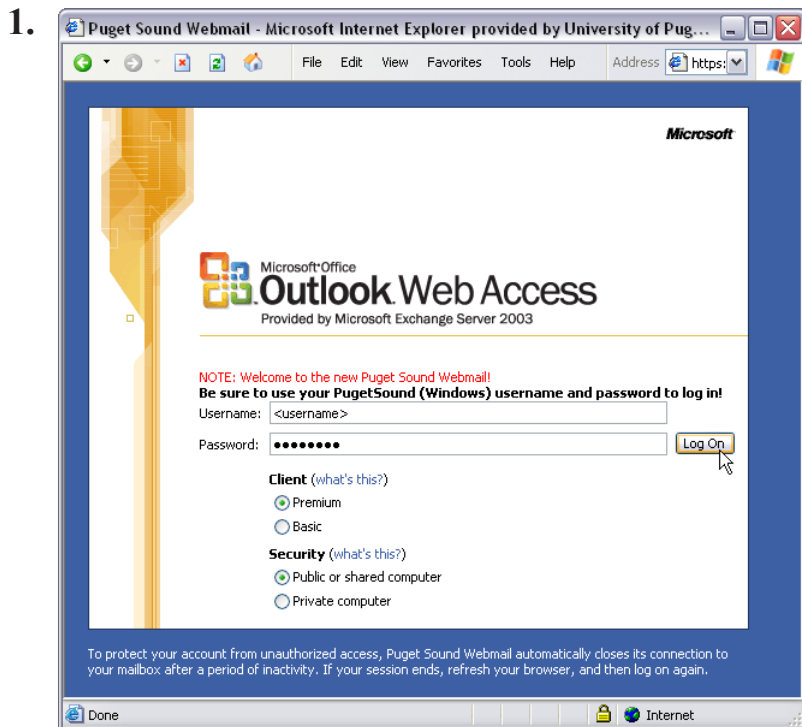 1.
Puget Sound Webmail - Microsoft Internet Explorer provided by University of Pug...
File Edit View Favorites Tools Help Address https:
Microsoft
Microsoft Office
Outlook Web Access
Provided by Microsoft Exchange Server 2003
NOTE: Welcome to the new Puget Sound Webmail!
Be sure to use your PugetSound (Windows) username and password to log in!
Username: <username>
Password: ●●●●●●●● Log On
Client (what's this?)
Premium
Basic
Security (what's this?)
Public or shared computer
Private computer
To protect your account from unauthorized access, Puget Sound Webmail automatically closes its connection to
your mailbox after a period of inactivity. If your session ends, refresh your browser, and then log on again.
Done Internet